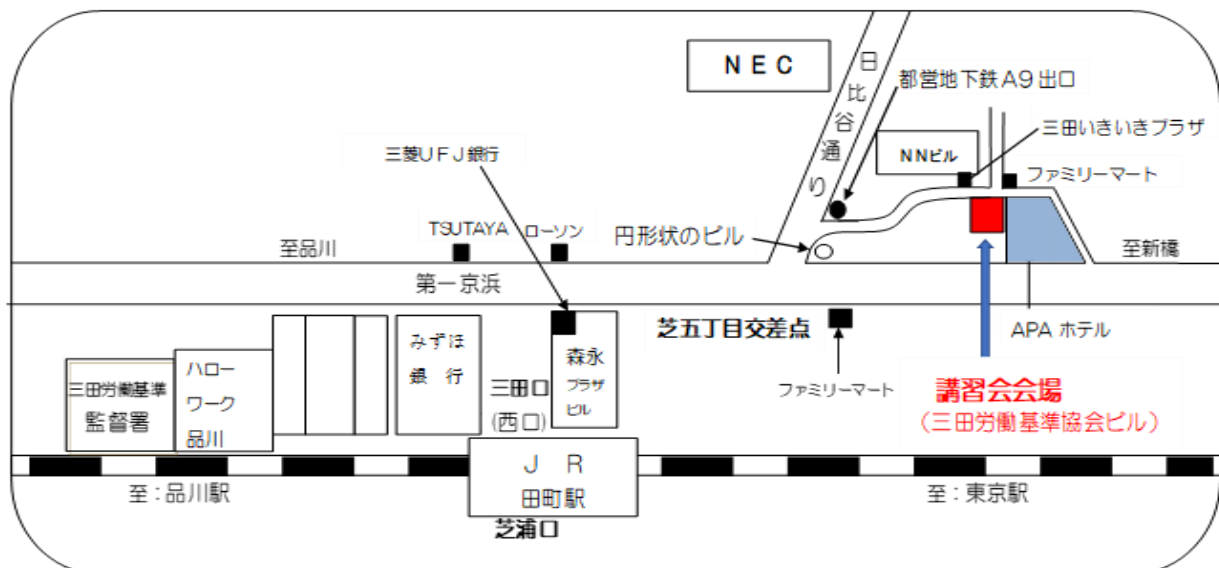 NEC
日比谷通り
都営地下鉄A9出口
三田いきいきプラザ
NNビル
ファミリーマート
三菱UFJ銀行
TSUTAYA
ローソン
円形状のビル
至品川
至新橋
第一京浜
芝五丁目交差点
APAホテル
みずほ
銀行
森永
プラザ
ビル
三田口
(西口)
ファミリーマート
講習会会場
(三田労働基準協会ビル)
三田労働基準
監督署
ハロー
ワーク
品川
JR
田町駅
至:品川駅
至:東京駅
芝浦口